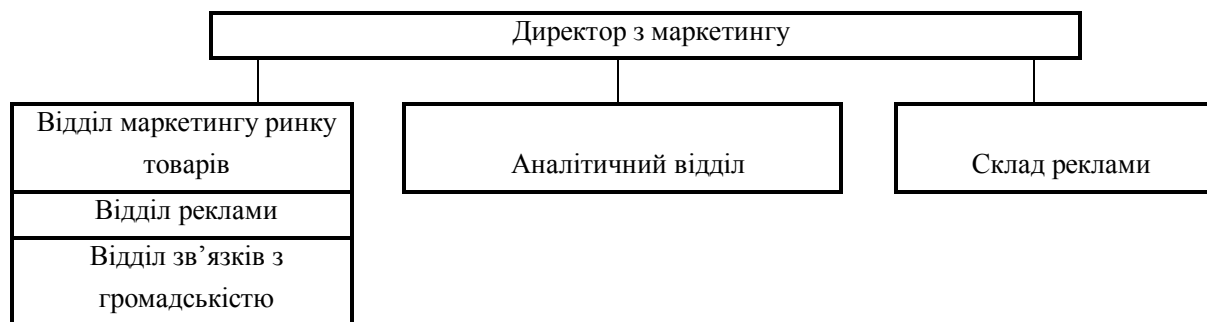 Директор з маркетингу
Відділ маркетингу ринку
товарів
Аналітичний відділ
Склад реклами
Відділ реклами
Відділ зв’язків з
громадськістю